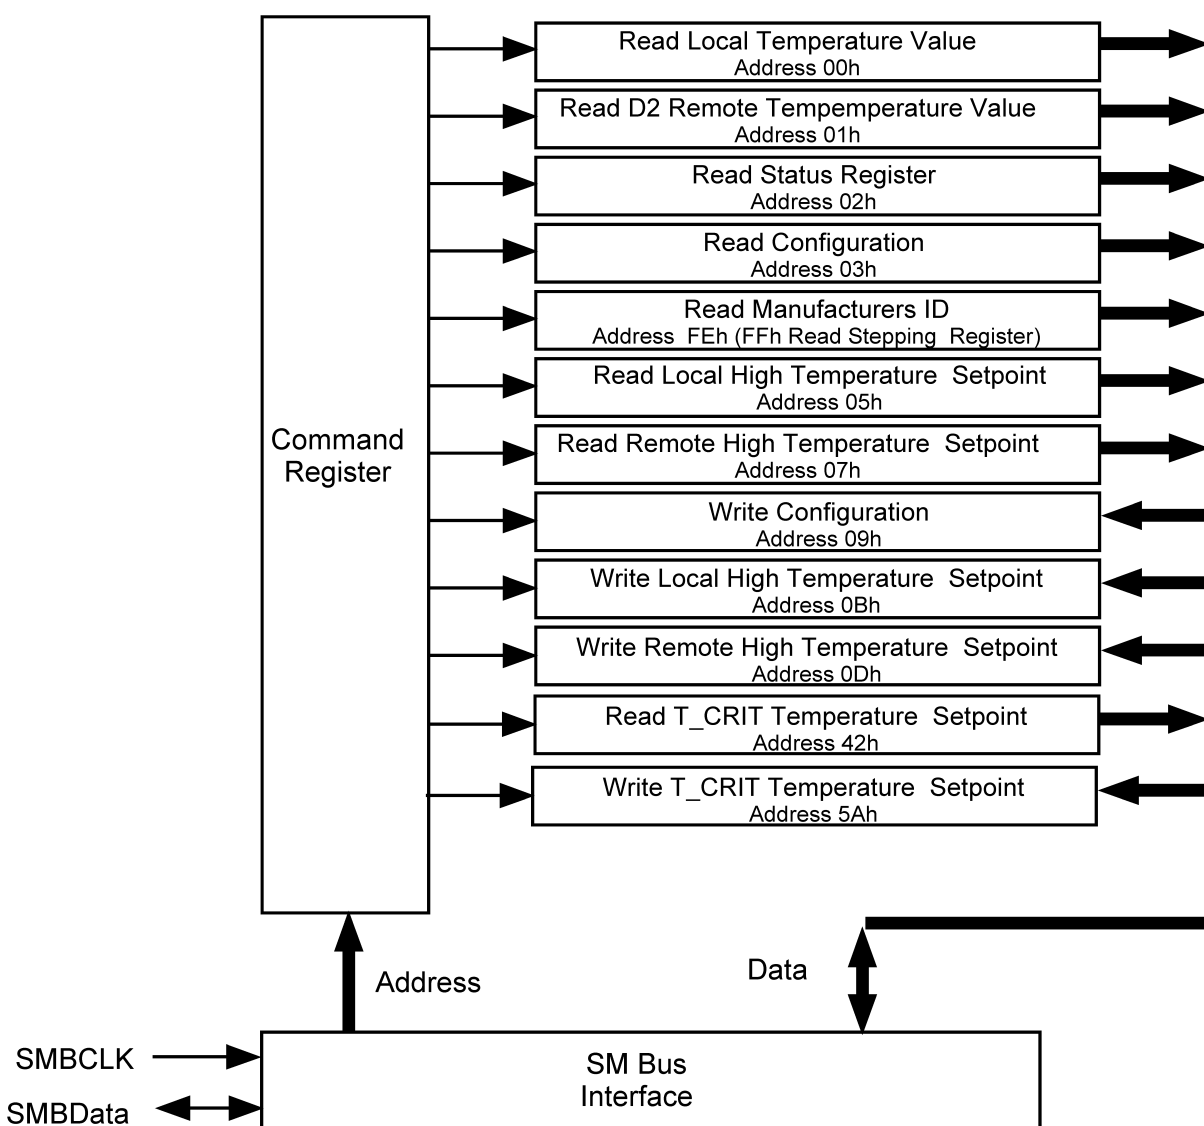 Read Local Temperature Value
Address 00h
Read D2 Remote Tempemperature Value
Address 01h
Read Status Register
Address 02h
Read Configuration
Address 03h
Read Manufacturers ID
Address FEh (FFh Read Stepping Register)
Read Local High Temperature Setpoint
Address 05h
Command
Register
Read Remote High Temperature Setpoint
Address 07h
Write Configuration
Address 09h
Write Local High Temperature Setpoint
Address 0Bh
Write Remote High Temperature Setpoint
Address 0Dh
Read T_CRIT Temperature Setpoint
Address 42h
Write T_CRIT Temperature Setpoint
Address 5Ah
Address
Data
SMBCLK
SMBData
SM Bus
Interface